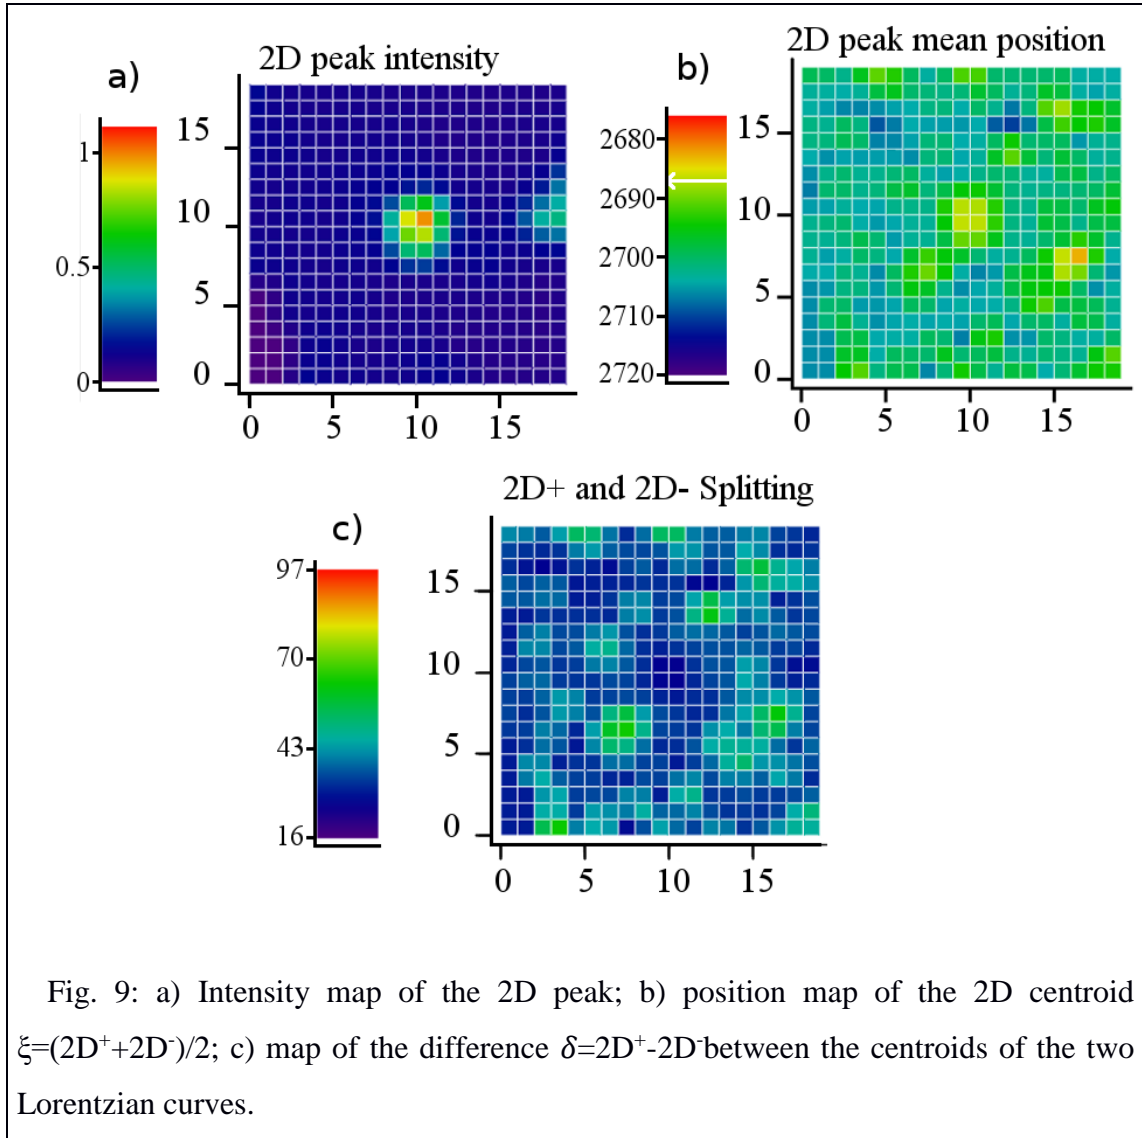 2D peak intensity
a)
1
0.5
0
15
10
5
0
0 5 10 15
2D peak mean position
b)
2680
2690
2700
2710
2720
15
10
5
0
0 5 10 15
2D+ and 2D- Splitting
c)
97
70
43
16
15
10
5
0
0 5 10 15
Fig. 9: a) Intensity map of the 2D peak; b) position map of the 2D centroid
ξ=(2D⁺+2D⁻)/2; c) map of the difference δ=2D⁺-2D⁻between the centroids of the two
Lorentzian curves.